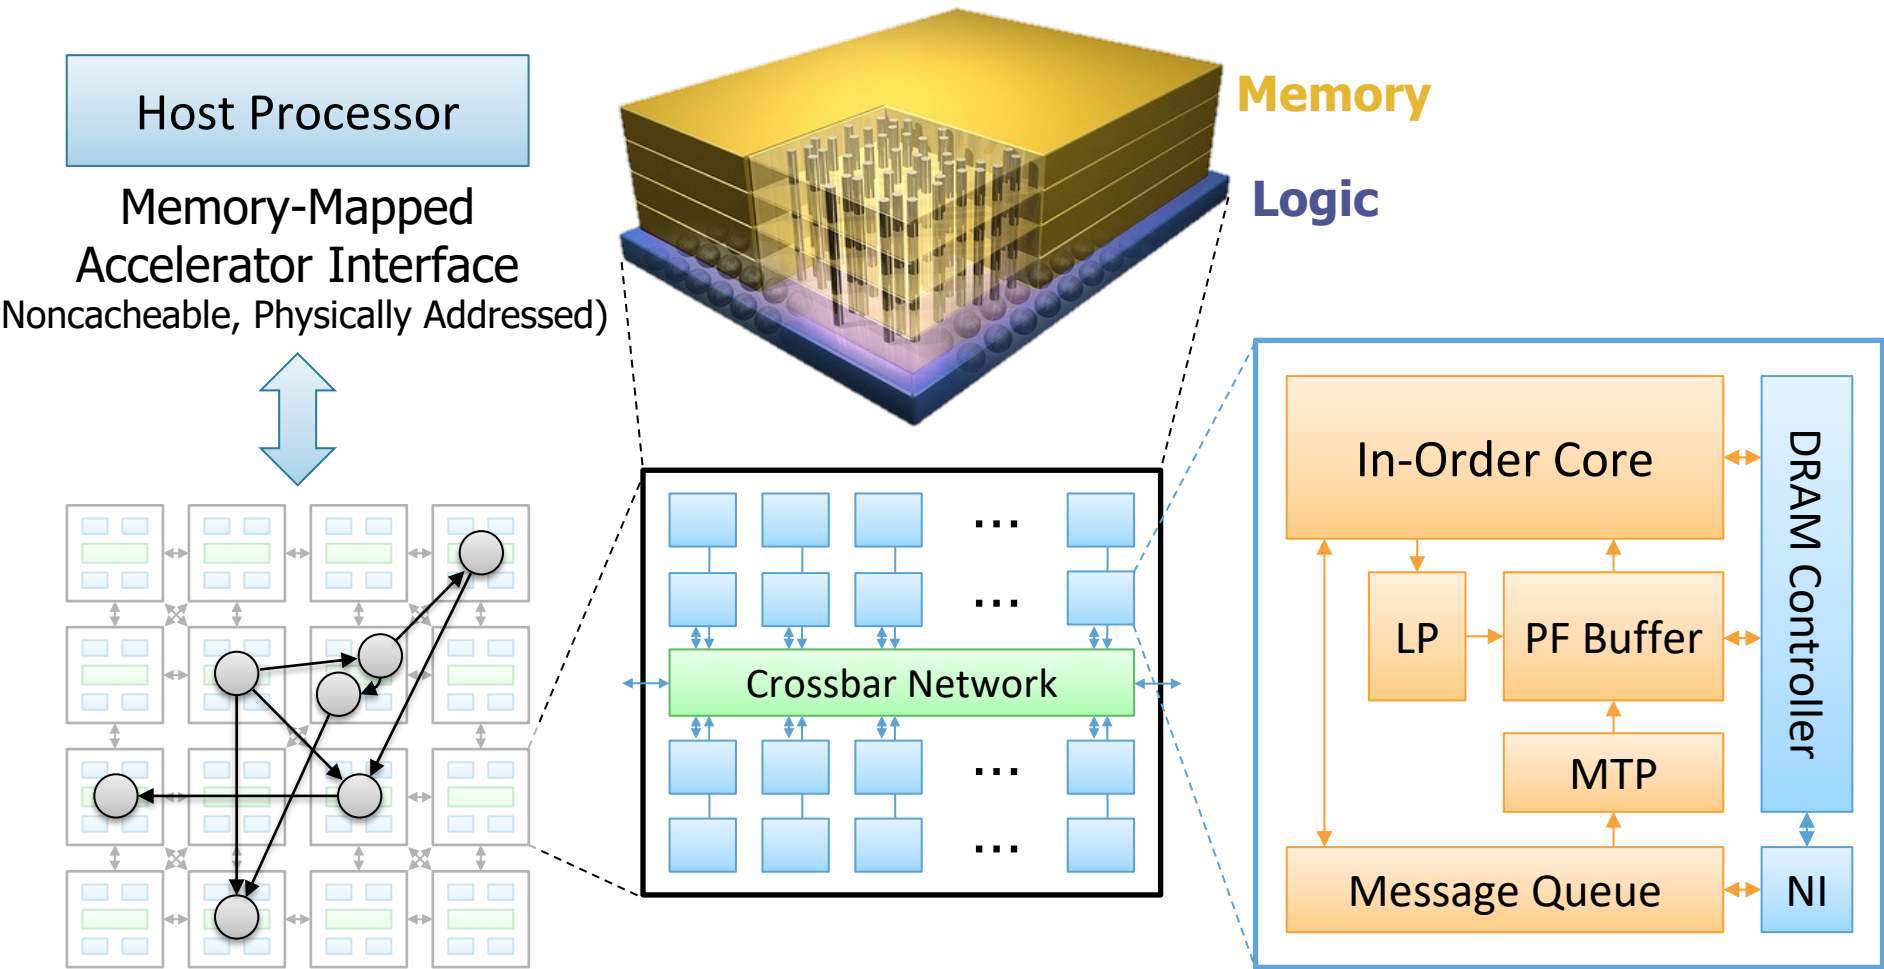 Host Processor
Memory-Mapped
Accelerator Interface
Noncacheable, Physically Addressed)
Memory
Logic
...
...
Crossbar Network
...
...
In-Order Core
LP
PF Buffer
MTP
Message Queue
DRAM Controller
NI